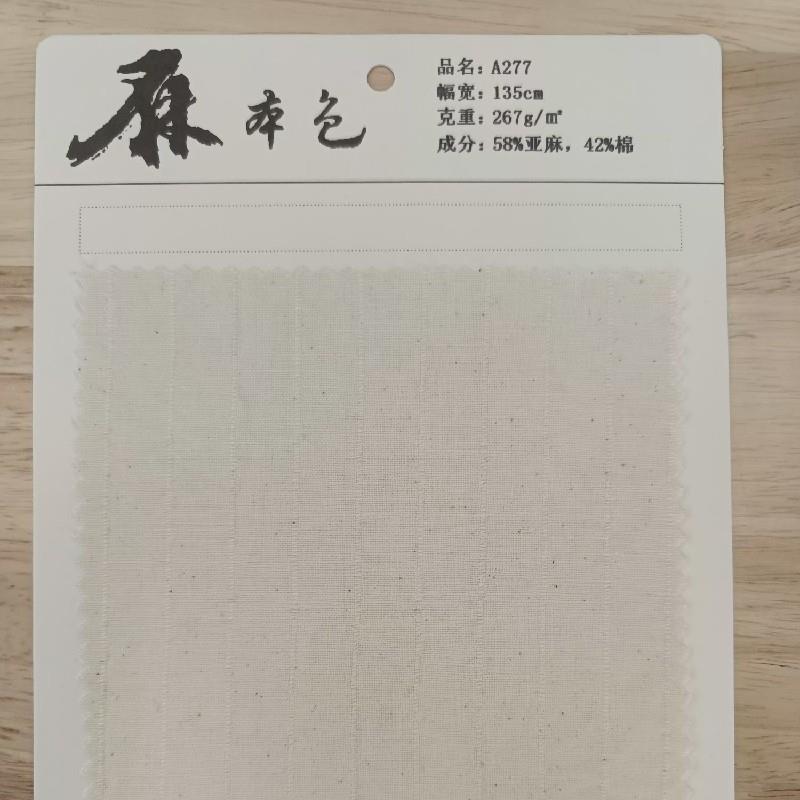 麻本色
品名：A277
幅宽：135cm
克重：267g/㎡
成分：58%亚麻，42%棉